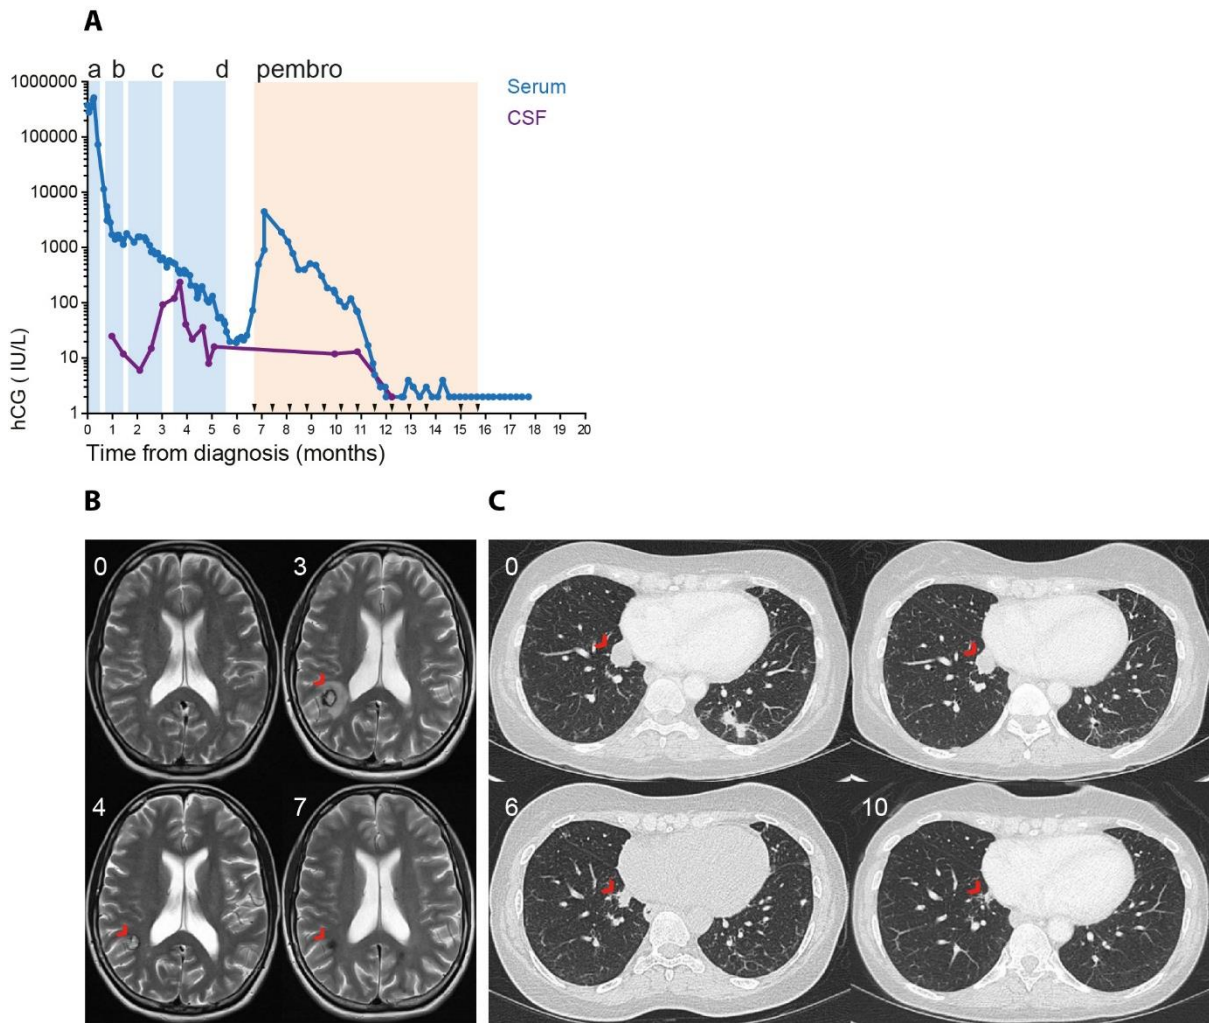 A
a b c d pembro
Serum
CSF
1000000
100000
10000
1000
100
10
1
hCG ( IU/L)
0 1 2 3 4 5 6 7 8 9 10 11 12 13 14 15 16 17 18 19 20
Time from diagnosis (months)
B
C
0 3
4 7
0
6 10